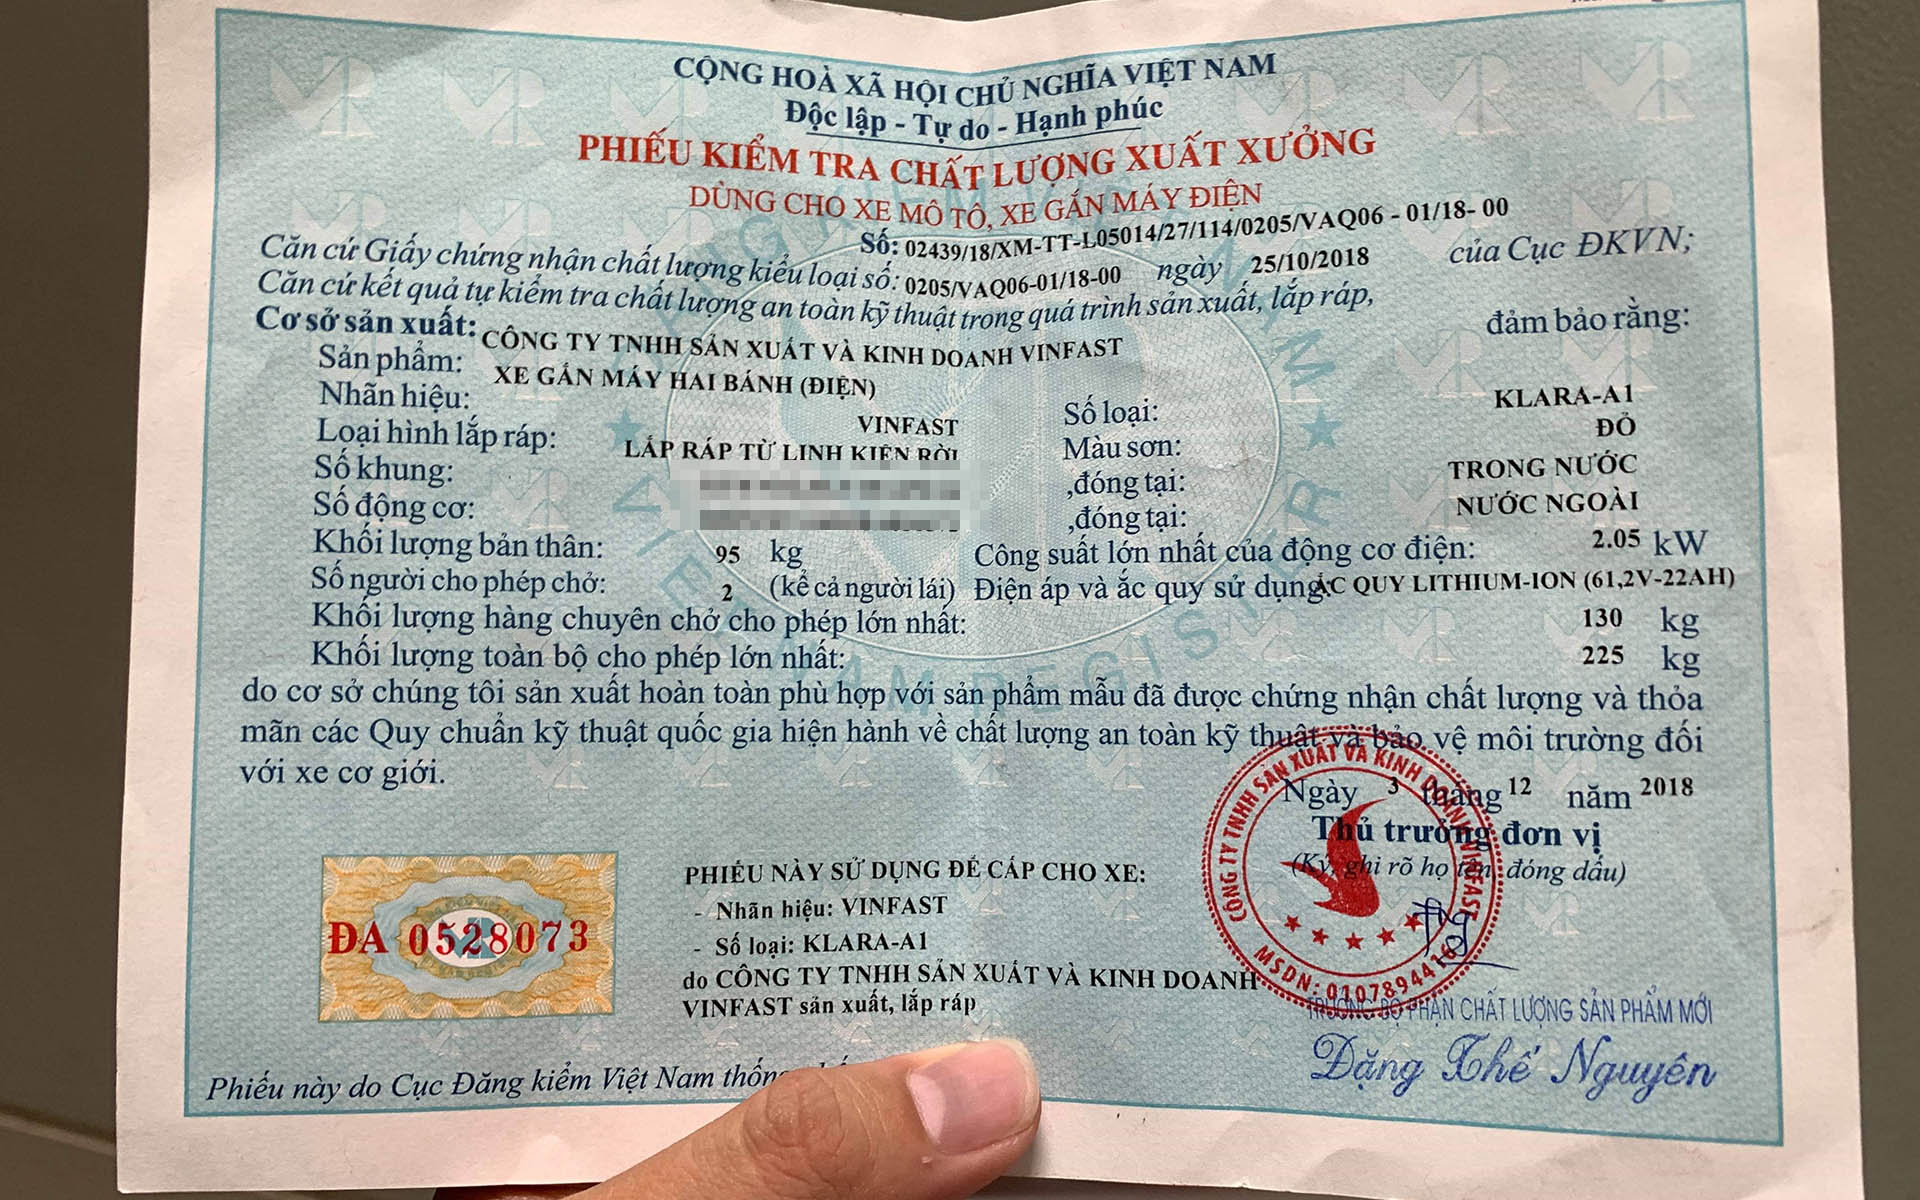 CỘNG HOÀ XÃ HỘI CHỦ NGHĨA VIỆT NAM
Độc lập - Tự do - Hạnh phúc
PHIẾU KIỂM TRA CHẤT LƯỢNG XUẤT XƯỞNG
DÙNG CHO XE MÔ TÔ, XE GẮN MÁY ĐIỆN
Số: 02439/18/XM-TT-L05014/27/114/0205/VAQ06 - 01/18- 00
Căn cứ Giấy chứng nhận chất lượng kiểu loại số: 0205/VAQ06-01/18-00 ngày 25/10/2018 của Cục ĐKVN;
Căn cứ kết quả tự kiểm tra chất lượng an toàn kỹ thuật trong quá trình sản xuất, lắp ráp,
Cơ sở sản xuất: CÔNG TY TNHH SẢN XUẤT VÀ KINH DOANH VINFAST đảm bảo rằng:
Sản phẩm: XE GẮN MÁY HAI BÁNH (ĐIỆN)
Nhãn hiệu: VINFAST Số loại: KLARA-A1
Loại hình lắp ráp: LẮP RÁP TỪ LINH KIỆN RỜI Màu sơn: ĐỎ
Số khung: ,đóng tại: TRONG NƯỚC
Số động cơ: ,đóng tại: NƯỚC NGOÀI
Khối lượng bản thân: 95 kg Công suất lớn nhất của động cơ điện: 2.05 kW
Số người cho phép chở: 2 (kể cả người lái) Điện áp và ắc quy sử dụng: ẮC QUY LITHIUM-ION (61,2V-22AH)
Khối lượng hàng chuyên chở cho phép lớn nhất: 130 kg
Khối lượng toàn bộ cho phép lớn nhất: 225 kg
do cơ sở chúng tôi sản xuất hoàn toàn phù hợp với sản phẩm mẫu đã được chứng nhận chất lượng và thỏa
mãn các Quy chuẩn kỹ thuật quốc gia hiện hành về chất lượng an toàn kỹ thuật và bảo vệ môi trường đối
với xe cơ giới.
Ngày 3 tháng 12 năm 2018
Thủ trưởng đơn vị
(Ký, ghi rõ họ tên, đóng dấu)
CÔNG TY TNHH SẢN XUẤT VÀ KINH DOANH VINFAST
MSDN: 0107894416
PHIẾU NÀY SỬ DỤNG ĐỂ CẤP CHO XE:
- Nhãn hiệu: VINFAST
- Số loại: KLARA-A1
do CÔNG TY TNHH SẢN XUẤT VÀ KINH DOANH
VINFAST sản xuất, lắp ráp
ĐA 0528073
TRƯỞNG BỘ PHẬN CHẤT LƯỢNG SẢN PHẨM MỚI
Đặng Thế Nguyên
Phiếu này do Cục Đăng kiểm Việt Nam thống
VIETNAM REGISTER